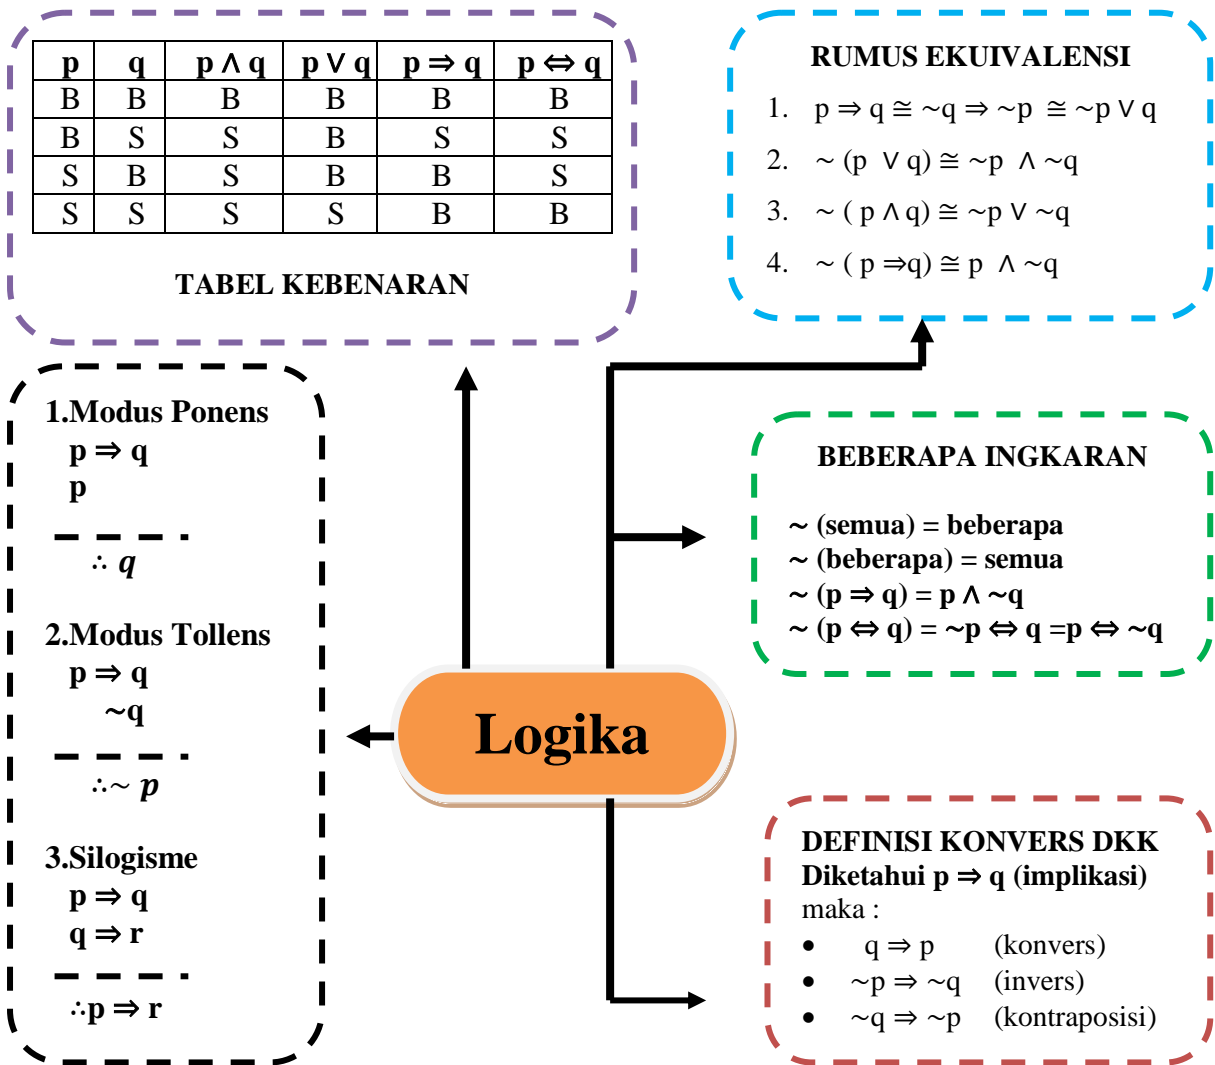 p q p ∧ q p ∨ q p ⇒ q p ⇔ q
B B B B B B
B S S B S S
S B S B B S
S S S S B B
TABEL KEBENARAN
RUMUS EKUIVALENSI
1. p ⇒ q ≅ ~q ⇒ ~p ≅ ~p ∨ q
2. ~ (p ∨ q) ≅ ~p ∧ ~q
3. ~ ( p ∧ q) ≅ ~p ∨ ~q
4. ~ ( p ⇒q) ≅ p ∧ ~q
1.Modus Ponens
p ⇒ q
p
∴ q
2.Modus Tollens
p ⇒ q
~q
∴~ p
3.Silogisme
p ⇒ q
q ⇒ r
∴p ⇒ r
BEBERAPA INGKARAN
~ (semua) = beberapa
~ (beberapa) = semua
~ (p ⇒ q) = p ∧ ~q
~ (p ⇔ q) = ~p ⇔ q =p ⇔ ~q
Logika
DEFINISI KONVERS DKK
Diketahui p ⇒ q (implikasi)
maka :
• q ⇒ p (konvers)
• ~p ⇒ ~q (invers)
• ~q ⇒ ~p (kontraposisi)